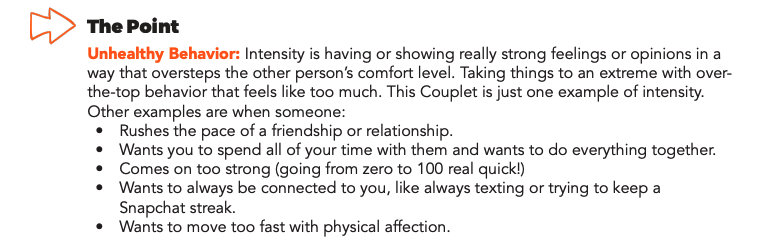 The Point
Unhealthy Behavior: Intensity is having or showing really strong feelings or opinions in a
way that oversteps the other person's comfort level. Taking things to an extreme with over-
the-top behavior that feels like too much. This Couplet is just one example of intensity.
Other examples are when someone:
• Rushes the pace of a friendship or relationship.
• Wants you to spend all of your time with them and wants to do everything together.
• Comes on too strong (going from zero to 100 real quick!)
• Wants to always be connected to you, like always texting or trying to keep a
Snapchat streak.
• Wants to move too fast with physical affection.